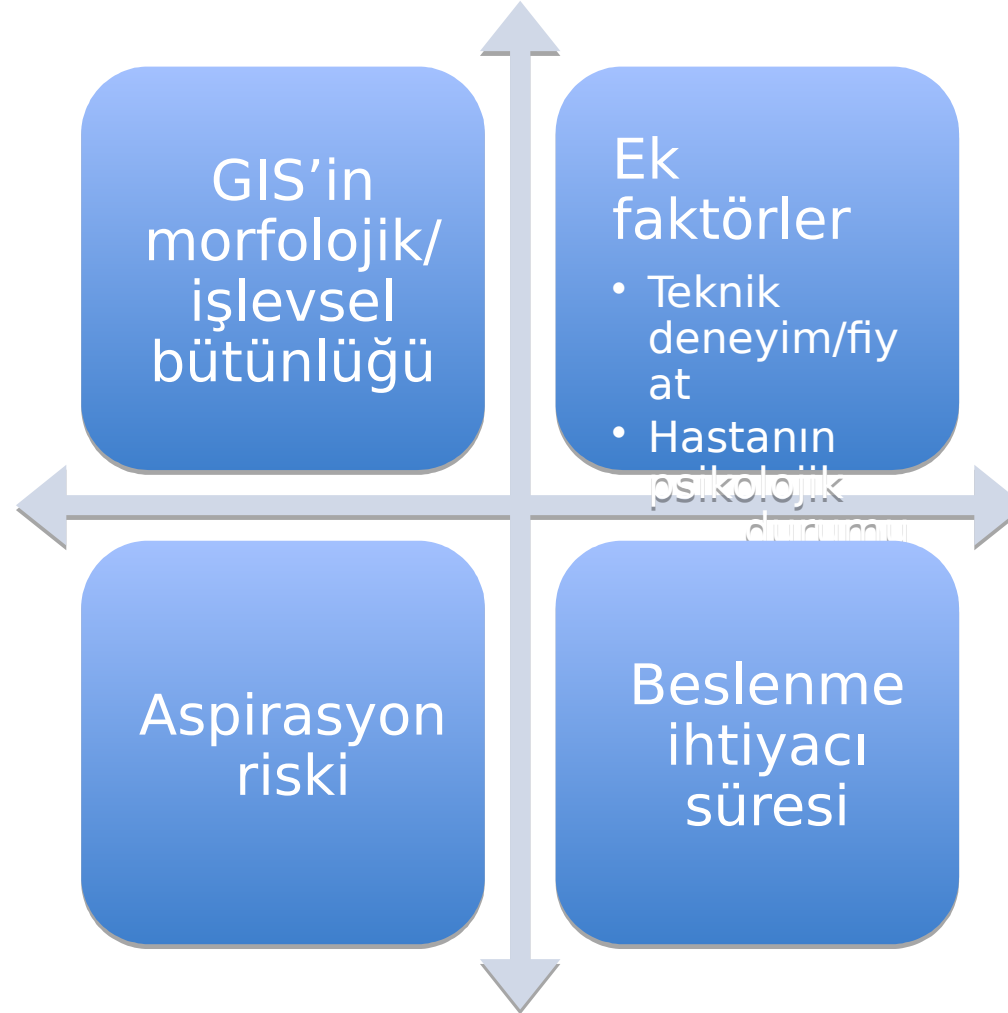 GIS’in
morfolojik/
işlevsel
bütünlüğü
Ek
faktörler
• Teknik
deneyim/fiy
at
• Hastanın
psikolojik
durumu
Aspirasyon
riski
Beslenme
ihtiyacı
süresi